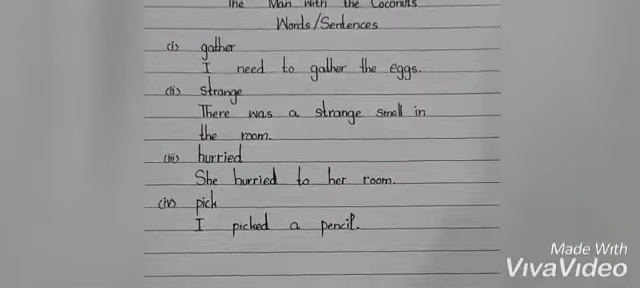 The Man With the Coconuts
Words/Sentences
(i) gather
I need to gather the eggs.
(ii) strange
There was a strange smell in
the room.
(iii) hurried
She hurried to her room.
(iv) pick
I picked a pencil.
Made With
VivaVideo